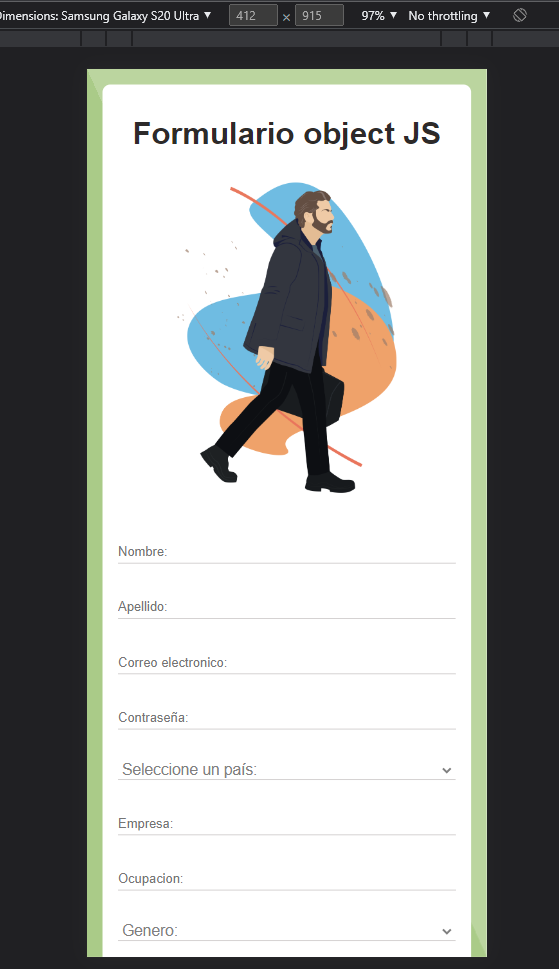 Dimensions: Samsung Galaxy S20 Ultra
412 × 915
97%
No throttling
Formulario object JS
Nombre:
Apellido:
Correo electronico:
Contraseña:
Seleccione un país:
Empresa:
Ocupacion:
Genero: